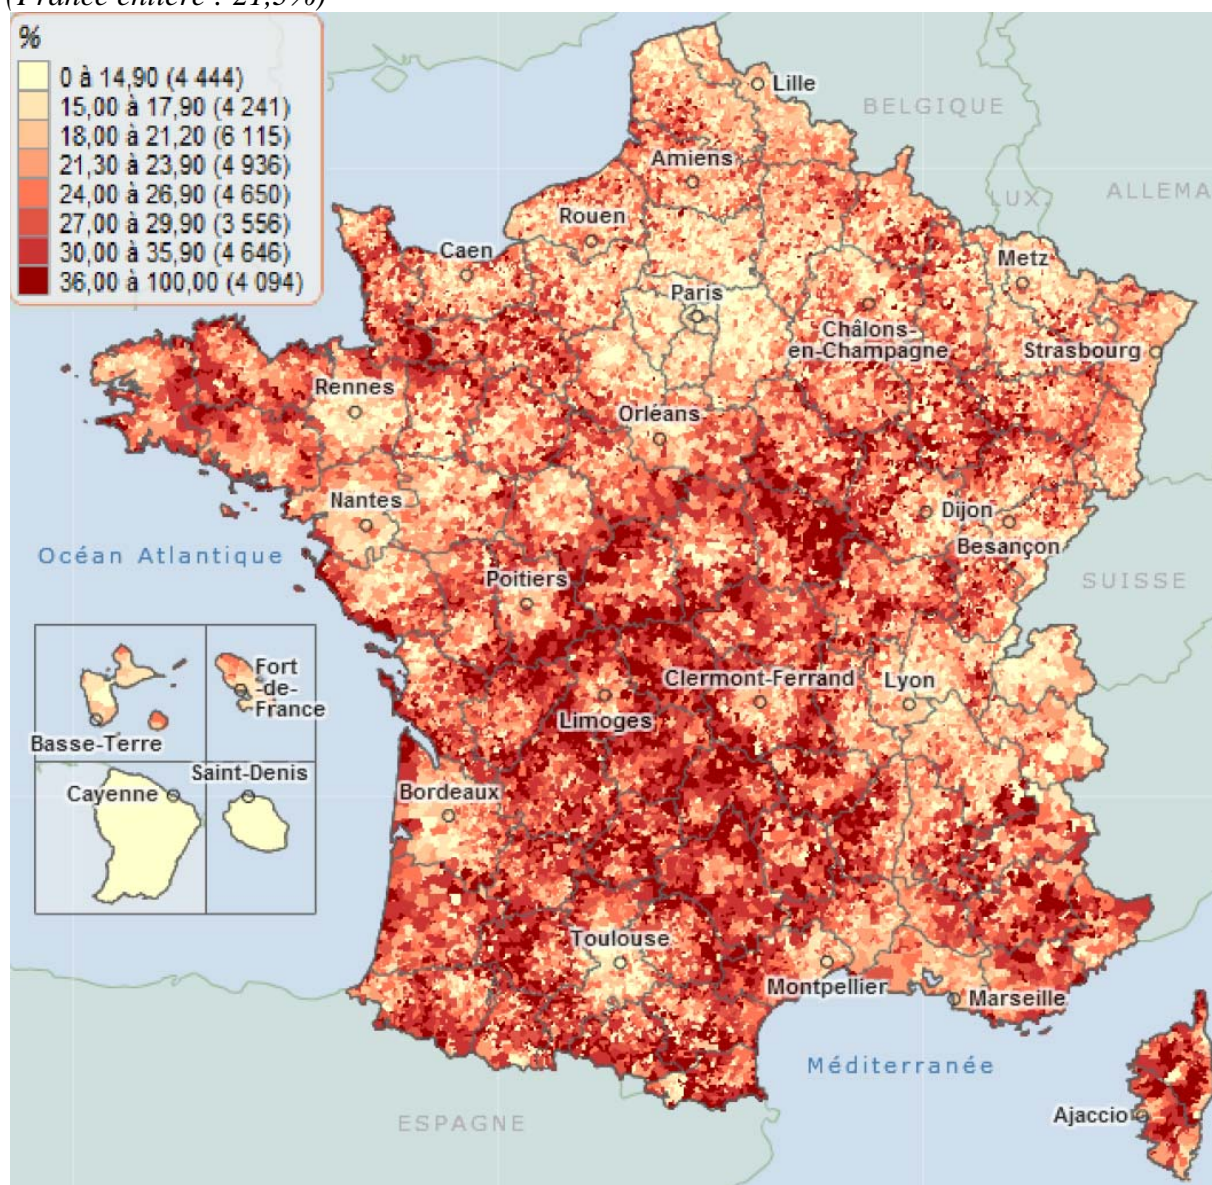 (France entière : 21,5%)
%
0 à 14,90 (4 444)
15,00 à 17,90 (4 241)
18,00 à 21,20 (6 115)
21,30 à 23,90 (4 936)
24,00 à 26,90 (4 650)
27,00 à 29,90 (3 556)
30,00 à 35,90 (4 646)
36,00 à 100,00 (4 094)
Lille
BELGIQUE
Amiens
LUX.
ALLEMA
Rouen
Caen
Metz
Paris
Châlons-
en-Champagne
Strasbourg
Rennes
Orléans
Nantes
Dijon
Besançon
Océan Atlantique
Poitiers
SUISSE
Fort
-de-
France
Clermont-Ferrand
Lyon
Limoges
Basse-Terre
Saint-Denis
Cayenne
Bordeaux
Toulouse
Montpellier
Marseille
Méditerranée
Ajaccio
ESPAGNE